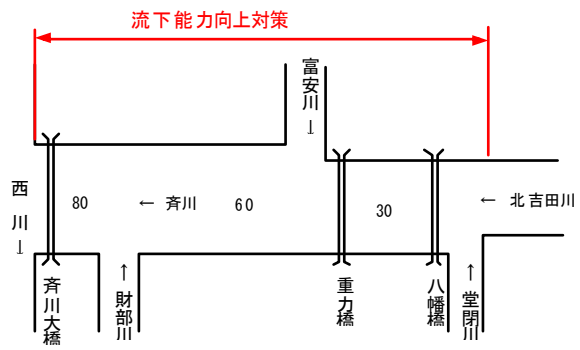 流下能力向上対策
富安川
↓
西川
↓
80
← 斉川
60
30
← 北吉田川
斉川大橋
↑
財部川
重力橋
八幡橋
↑
堂閉川